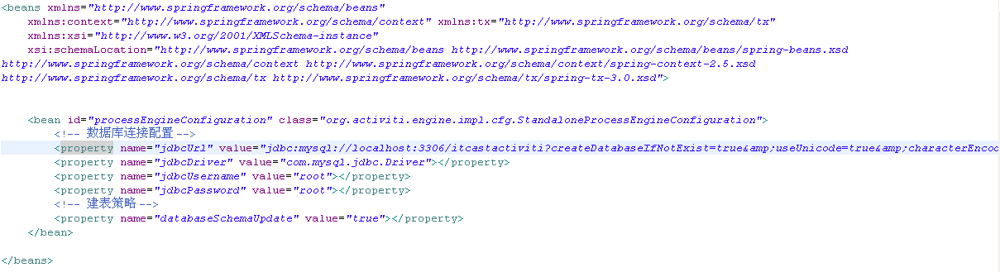 <beans xmlns="http://www.springframework.org/schema/beans"
xmlns:context="http://www.springframework.org/schema/context" xmlns:tx="http://www.springframework.org/schema/tx"
xmlns:xsi="http://www.w3.org/2001/XMLSchema-instance"
xsi:schemaLocation="http://www.springframework.org/schema/beans http://www.springframework.org/schema/beans/spring-beans.xsd
http://www.springframework.org/schema/context http://www.springframework.org/schema/context/spring-context-2.5.xsd
http://www.springframework.org/schema/tx http://www.springframework.org/schema/tx/spring-tx-3.0.xsd">
<bean id="processEngineConfiguration" class="org.activiti.engine.impl.cfg.StandaloneProcessEngineConfiguration">
<!-- 数据库连接配置 -->
<property name="jdbcUrl" value="jdbc:mysql://localhost:3306/itcastactiviti?createDatabaseIfNotExist=true&amp;useUnicode=true&amp;characterEncod
<property name="jdbcDriver" value="com.mysql.jdbc.Driver"></property>
<property name="jdbcUsername" value="root"></property>
<property name="jdbcPassword" value="root"></property>
<!-- 建表策略 -->
<property name="databaseSchemaUpdate" value="true"></property>
</bean>
</beans>